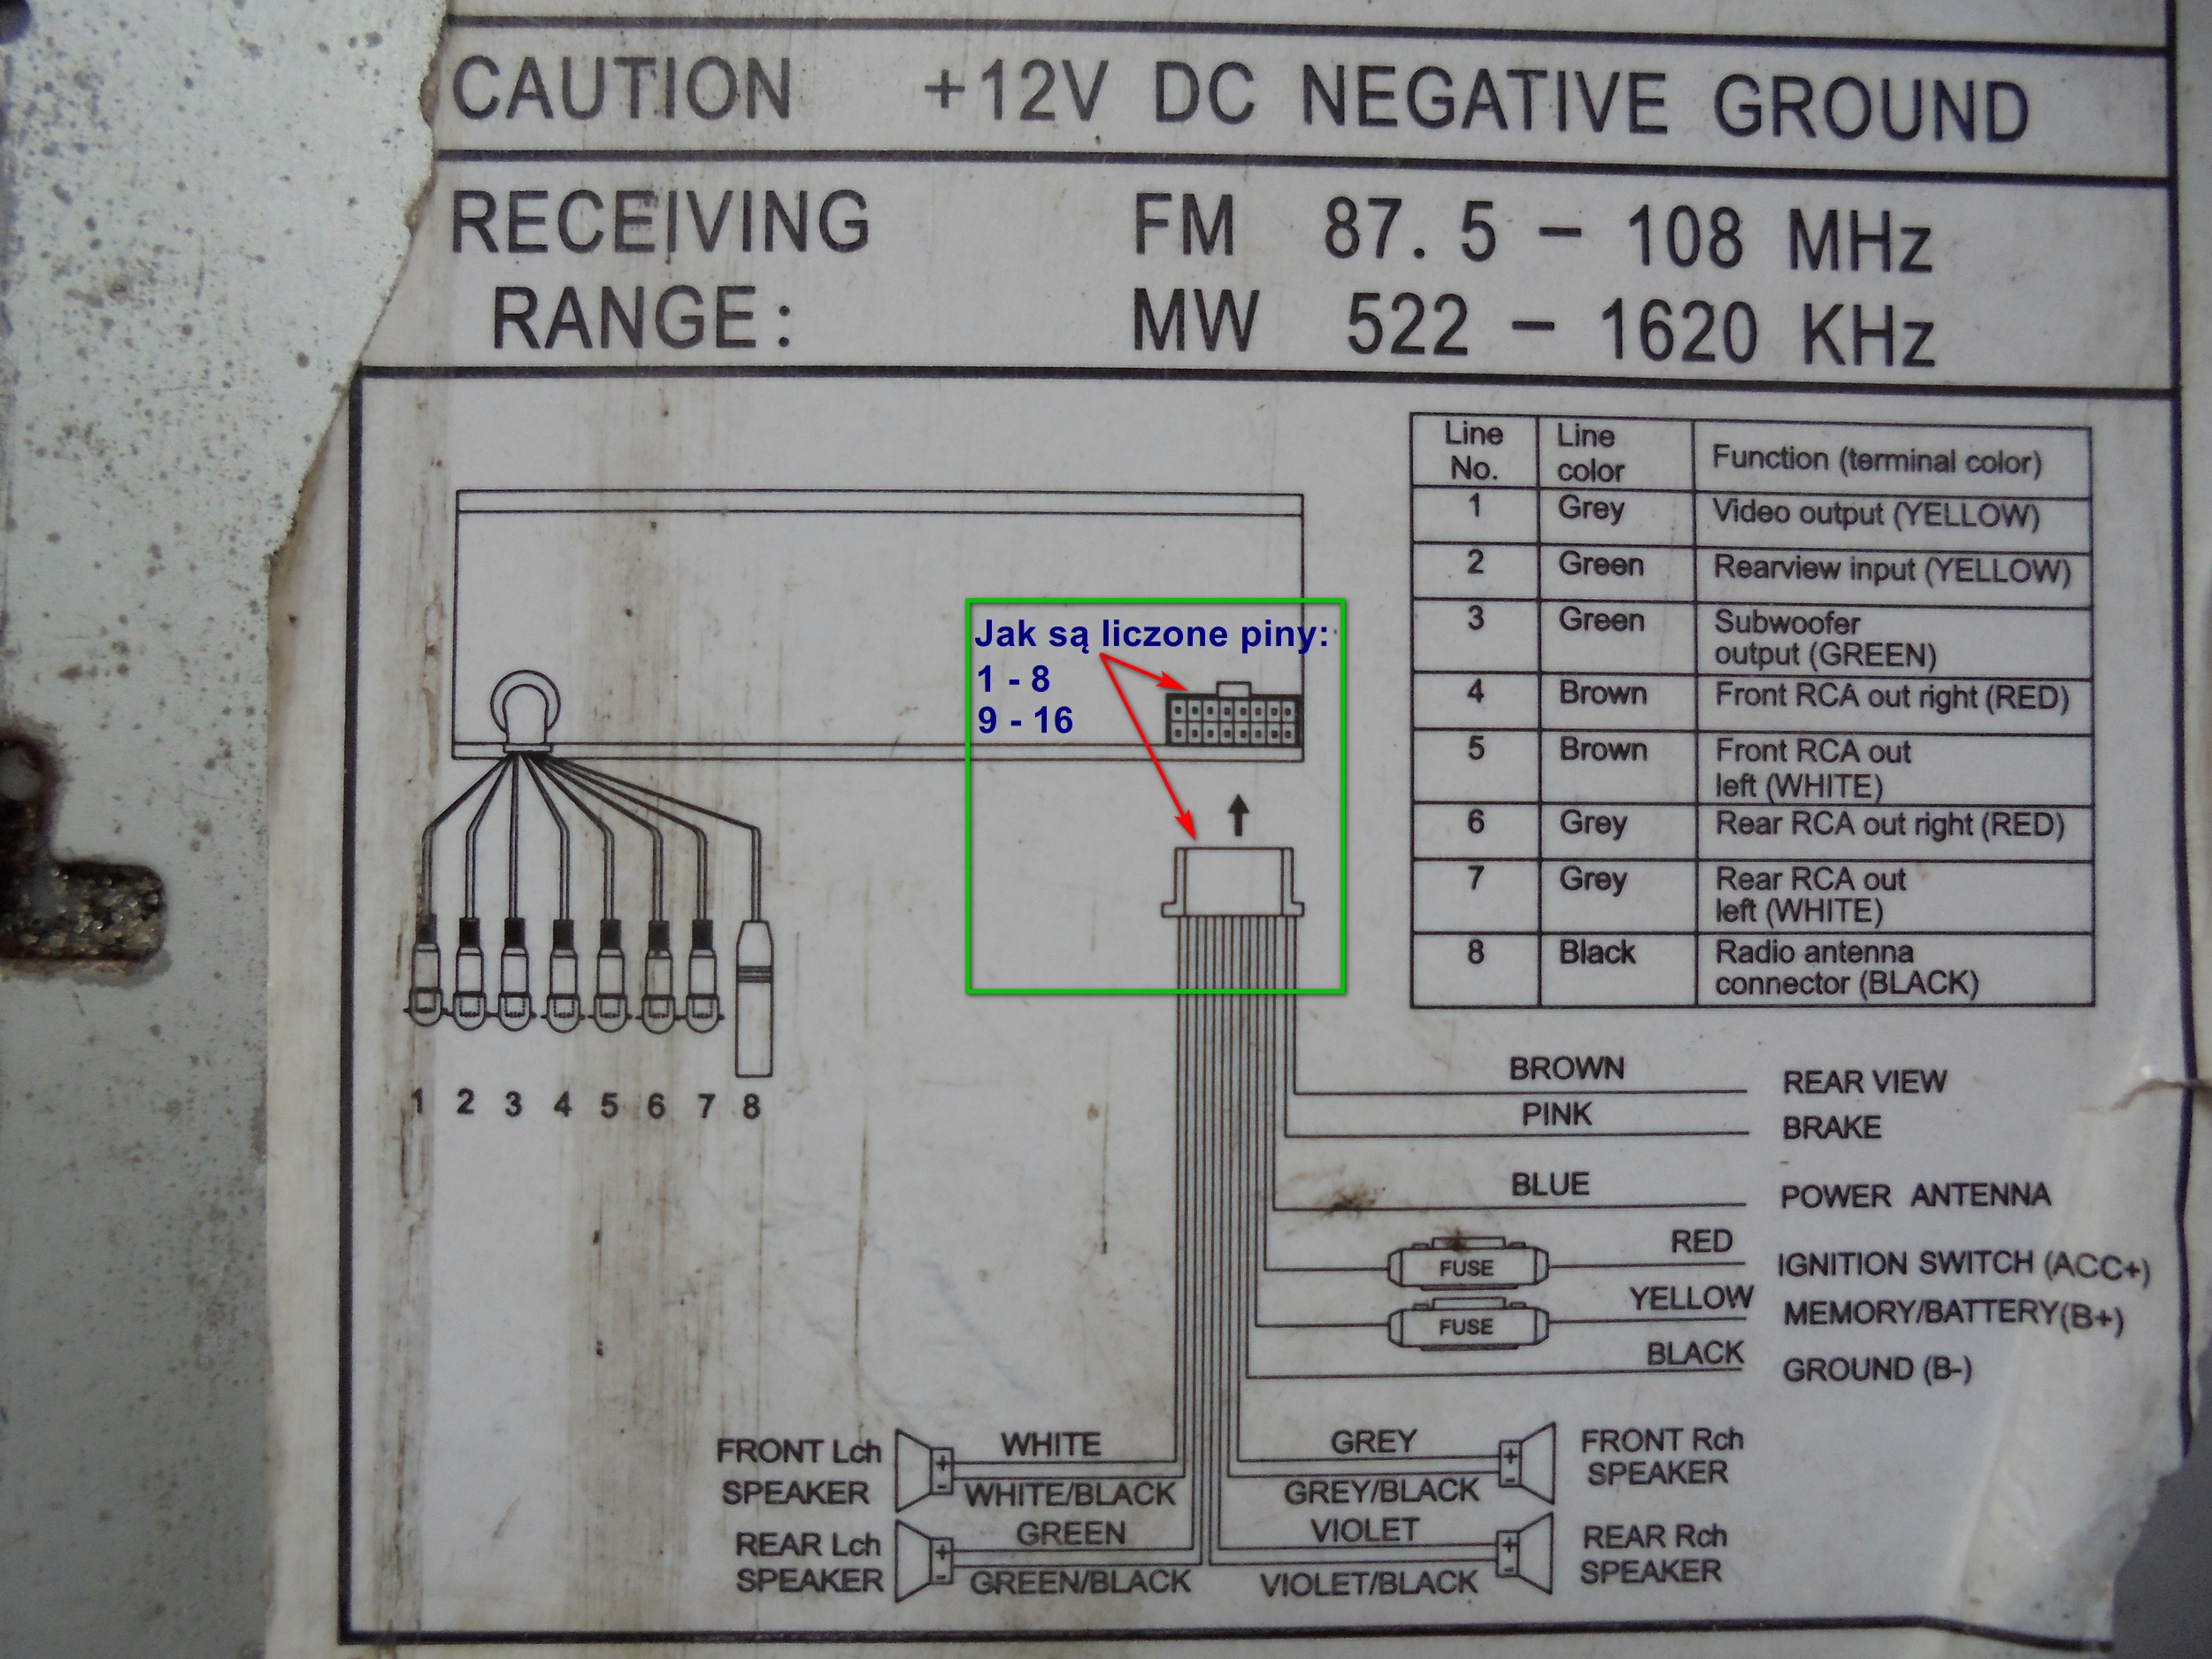 CAUTION +12V DC NEGATIVE GROUND
RECEIVING FM 87.5 - 108 MHz
RANGE: MW 522 - 1620 KHz
Line No. Line color Function (terminal color)
1 Grey Video output (YELLOW)
2 Green Rearview input (YELLOW)
3 Green Subwoofer
output (GREEN)
4 Brown Front RCA out right (RED)
5 Brown Front RCA out
left (WHITE)
6 Grey Rear RCA out right (RED)
7 Grey Rear RCA out
left (WHITE)
8 Black Radio antenna
connector (BLACK)
Jak są liczone piny:
1 - 8
9 - 16
1 2 3 4 5 6 7 8
BROWN REAR VIEW
PINK BRAKE
BLUE POWER ANTENNA
RED
FUSE IGNITION SWITCH (ACC+)
YELLOW
FUSE MEMORY/BATTERY(B+)
BLACK GROUND (B-)
FRONT Lch
SPEAKER
+
-
WHITE
WHITE/BLACK
GREY
GREY/BLACK
+
-
FRONT Rch
SPEAKER
REAR Lch
SPEAKER
+
-
GREEN
GREEN/BLACK
VIOLET
VIOLET/BLACK
+
-
REAR Rch
SPEAKER